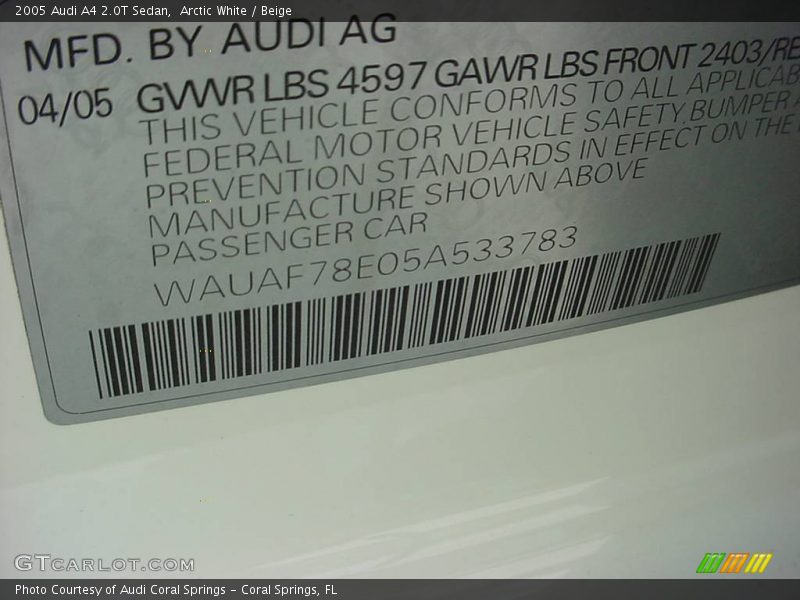 2005 Audi A4 2.0T Sedan, Arctic White / Beige
MFD. BY AUDI AG
04/05 GVWR LBS 4597 GAWR LBS FRONT 2403/RE
THIS VEHICLE CONFORMS TO ALL APPLICAB
FEDERAL MOTOR VEHICLE SAFETY, BUMPER A
PREVENTION STANDARDS IN EFFECT ON THE
MANUFACTURE SHOWN ABOVE
PASSENGER CAR
WAUAF78E05A533783
GTCARLOT.COM
Photo Courtesy of Audi Coral Springs - Coral Springs, FL